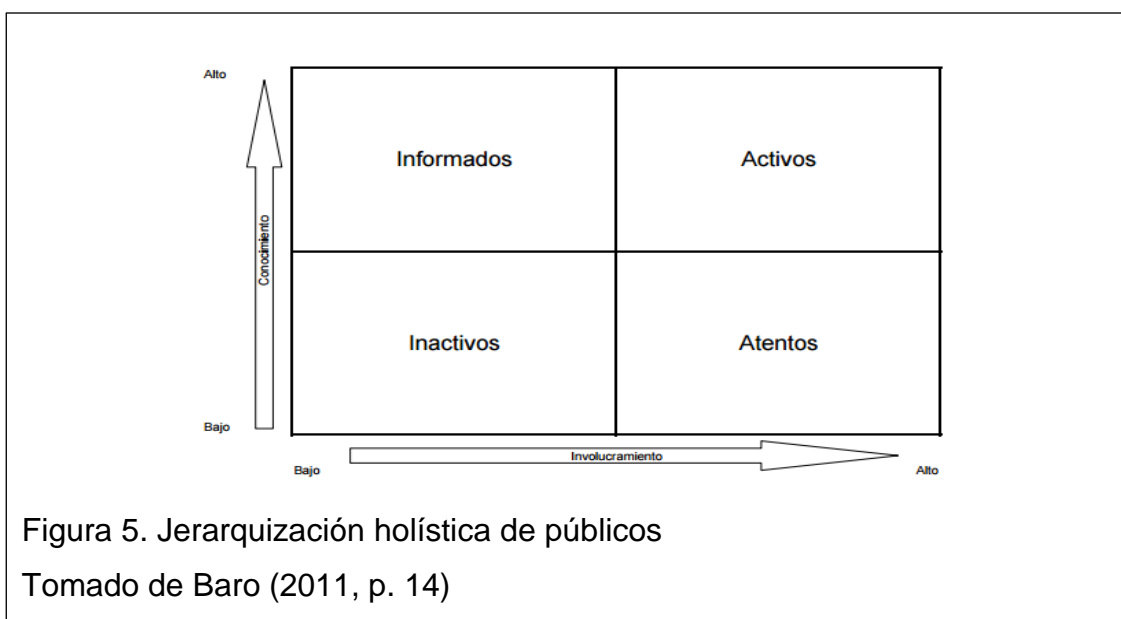 Alto
Informados
Activos
Conocimiento
Inactivos
Atentos
Bajo
Involucramiento
Bajo
Alto
Figura 5. Jerarquización holística de públicos
Tomado de Baro (2011, p. 14)